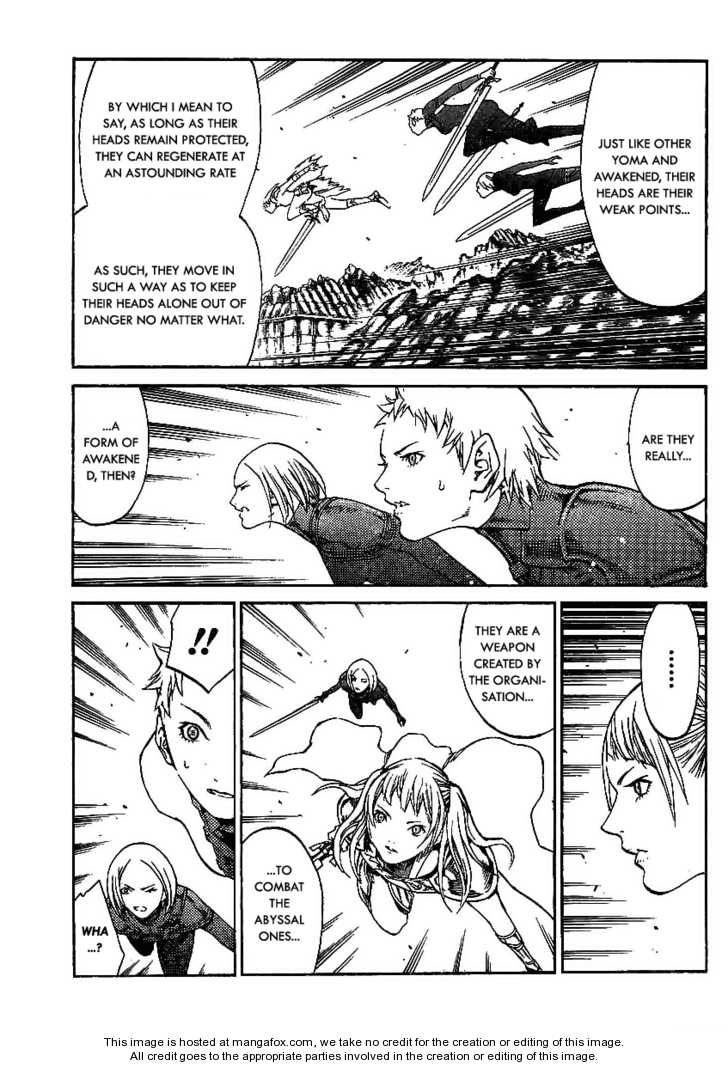 JUST LIKE OTHER
YOMA AND
AWAKENED, THEIR
HEADS ARE THEIR
WEAK POINTS...
BY WHICH I MEAN TO
SAY, AS LONG AS THEIR
HEADS REMAIN PROTECTED,
THEY CAN REGENERATE AT
AN ASTOUNDING RATE
AS SUCH, THEY MOVE IN
SUCH A WAY AS TO KEEP
THEIR HEADS ALONE OUT OF
DANGER NO MATTER WHAT.
ARE THEY
REALLY...
...A
FORM OF
AWAKENE
D, THEN?
......
THEY ARE A
WEAPON
CREATED BY
THE ORGANI-
SATION...
...TO
COMBAT
THE
ABYSSAL
ONES...
!!
WHA
...?
This image is hosted at mangafox.com, we take no credit for the creation or editing of this image.
All credit goes to the appropriate parties involved in the creation or editing of this image.